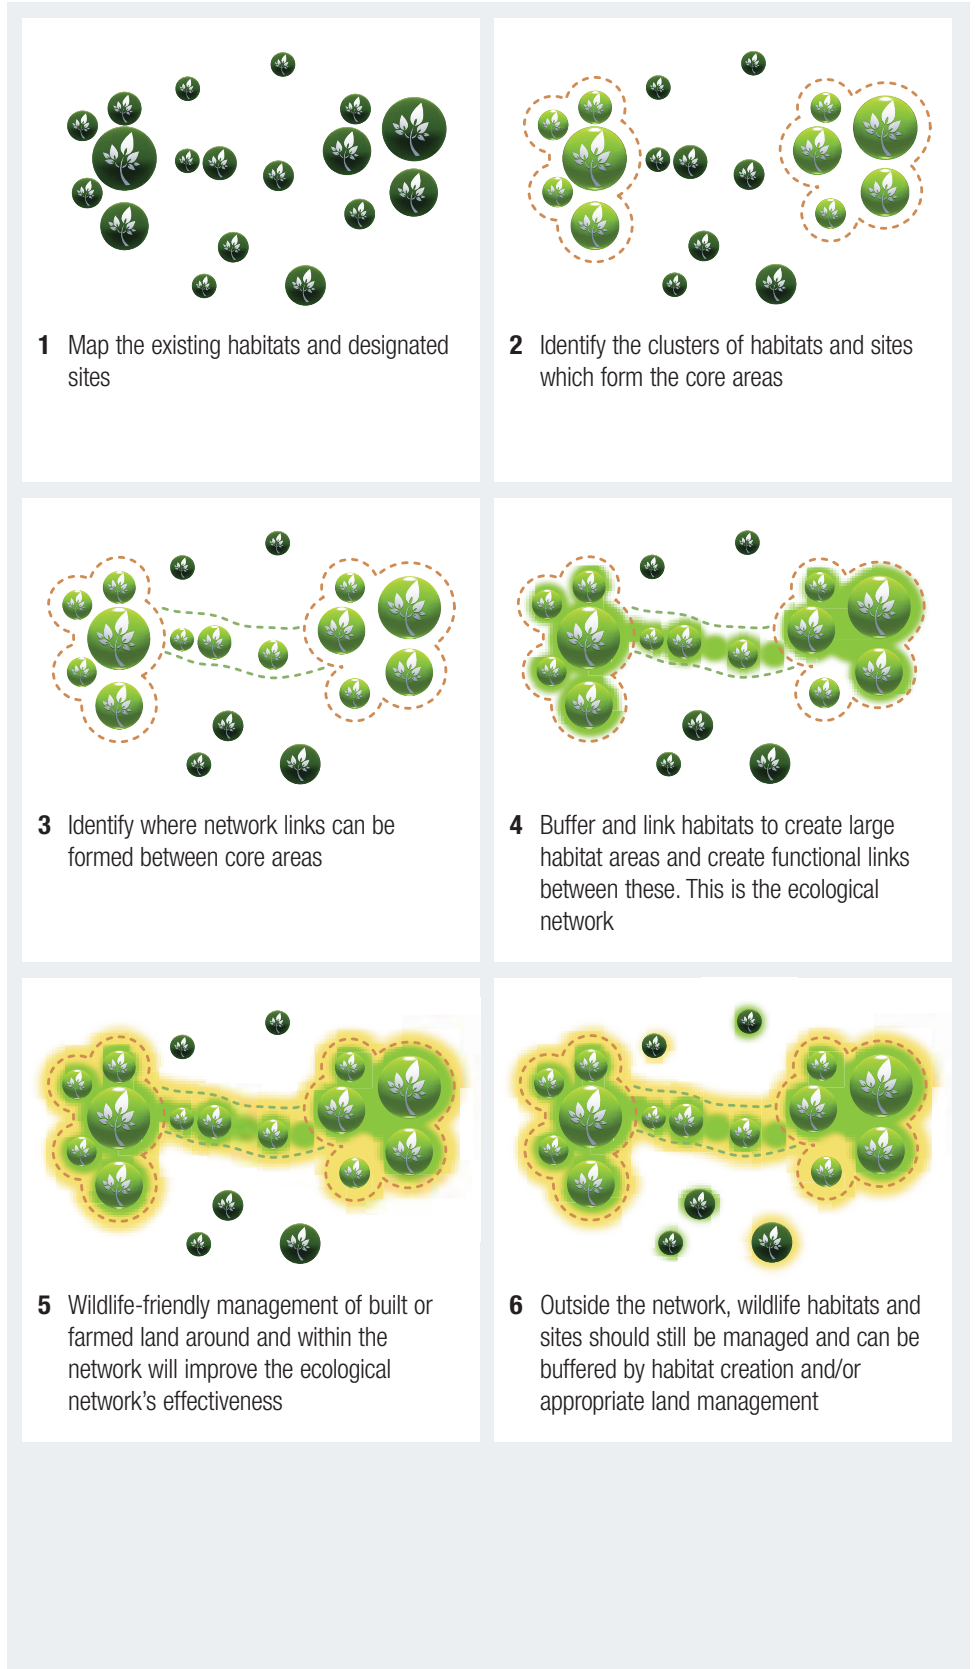 1 Map the existing habitats and designated
sites
2 Identify the clusters of habitats and sites
which form the core areas
3 Identify where network links can be
formed between core areas
4 Buffer and link habitats to create large
habitat areas and create functional links
between these. This is the ecological
network
5 Wildlife-friendly management of built or
farmed land around and within the
network will improve the ecological
network’s effectiveness
6 Outside the network, wildlife habitats and
sites should still be managed and can be
buffered by habitat creation and/or
appropriate land management